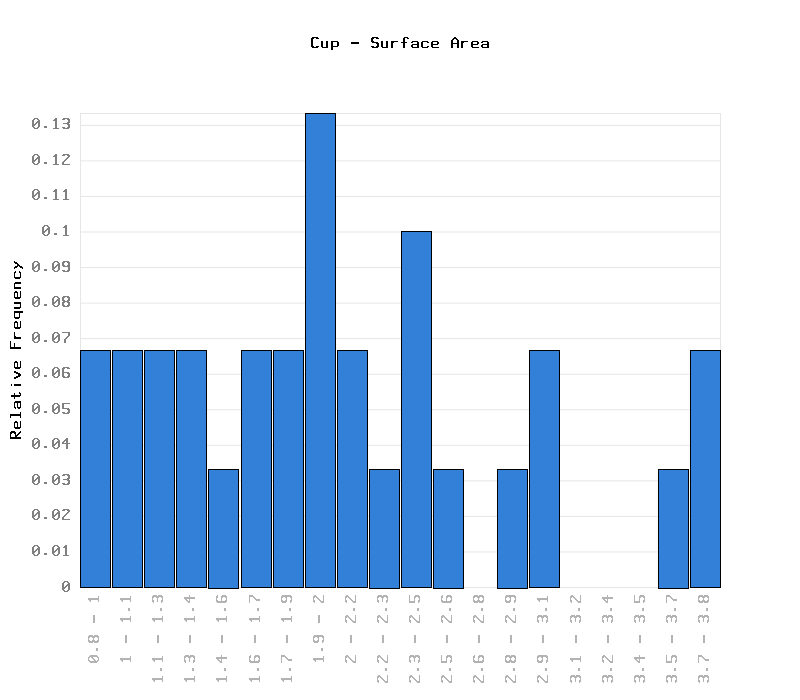 Cup - Surface Area
Relative Frequency
0.13
0.12
0.11
0.1
0.09
0.08
0.07
0.06
0.05
0.04
0.03
0.02
0.01
0
0.8 - 1
1 - 1.1
1.1 - 1.3
1.3 - 1.4
1.4 - 1.6
1.6 - 1.7
1.7 - 1.9
1.9 - 2
2 - 2.2
2.2 - 2.3
2.3 - 2.5
2.5 - 2.6
2.6 - 2.8
2.8 - 2.9
2.9 - 3.1
3.1 - 3.2
3.2 - 3.4
3.4 - 3.5
3.5 - 3.7
3.7 - 3.8